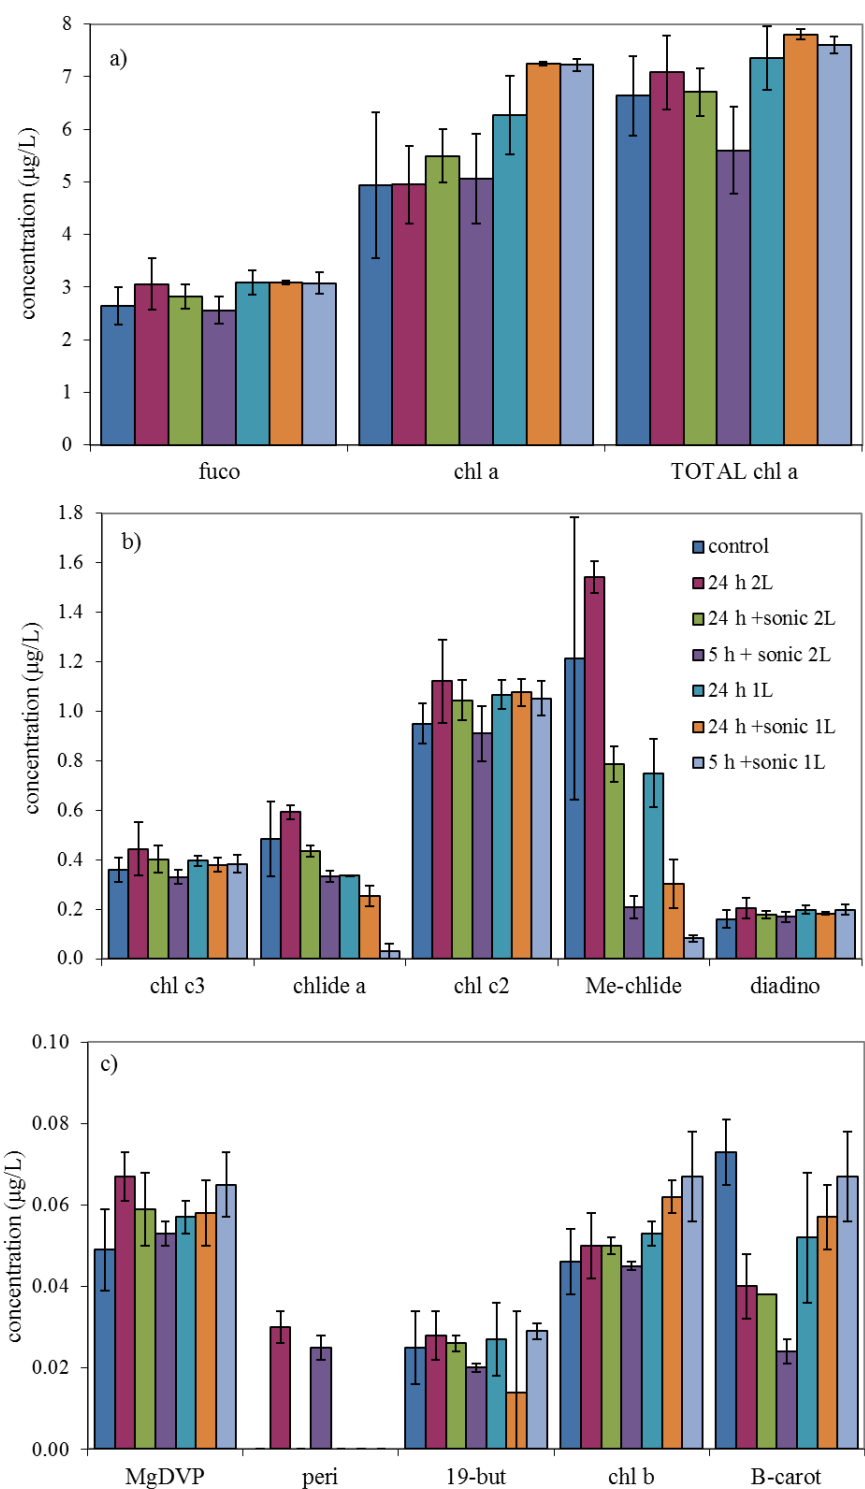 a)
concentration (µg/L)
8
7
6
5
4
3
2
1
0
fuco chl a TOTAL chl a
b)
concentration (µg/L)
1.8
1.6
1.4
1.2
1.0
0.8
0.6
0.4
0.2
0.0
control
24 h 2L
24 h +sonic 2L
5 h + sonic 2L
24 h 1L
24 h +sonic 1L
5 h +sonic 1L
chl c3 chlide a chl c2 Me-chlide diadino
c)
concentration (µg/L)
0.10
0.08
0.06
0.04
0.02
0.00
MgDVP peri 19-but chl b B-carot